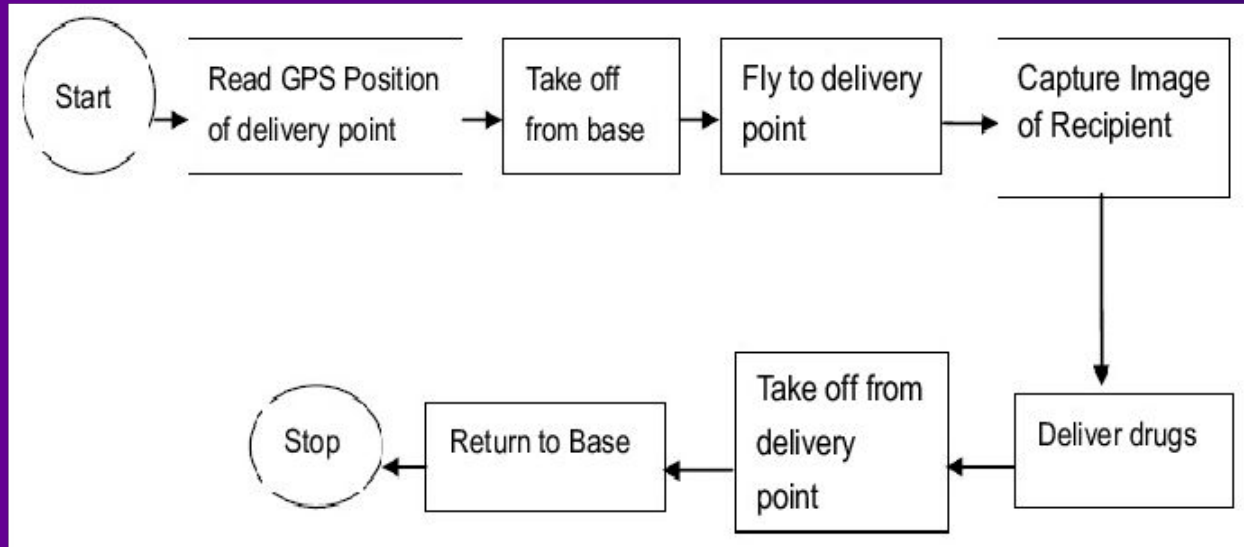 Start
Read GPS Position
of delivery point
Take off
from base
Fly to delivery
point
Capture Image
of Recipient
Deliver drugs
Take off from
delivery
point
Return to Base
Stop